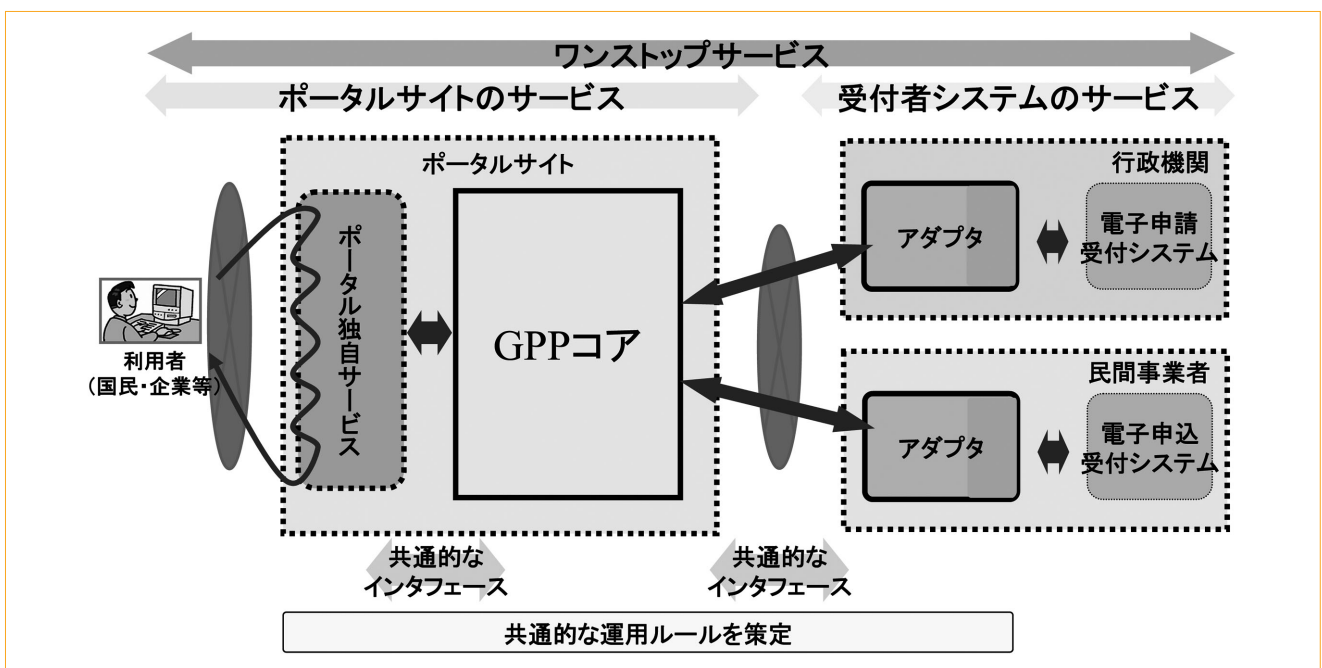 ワンストップサービス
ポータルサイトのサービス
受付者システムのサービス
ポータルサイト
ポータル独自サービス
GPPコア
利用者
（国民・企業等）
行政機関
アダプタ
電子申請
受付システム
民間事業者
アダプタ
電子申込
受付システム
共通的な
インタフェース
共通的な
インタフェース
共通的な運用ルールを策定